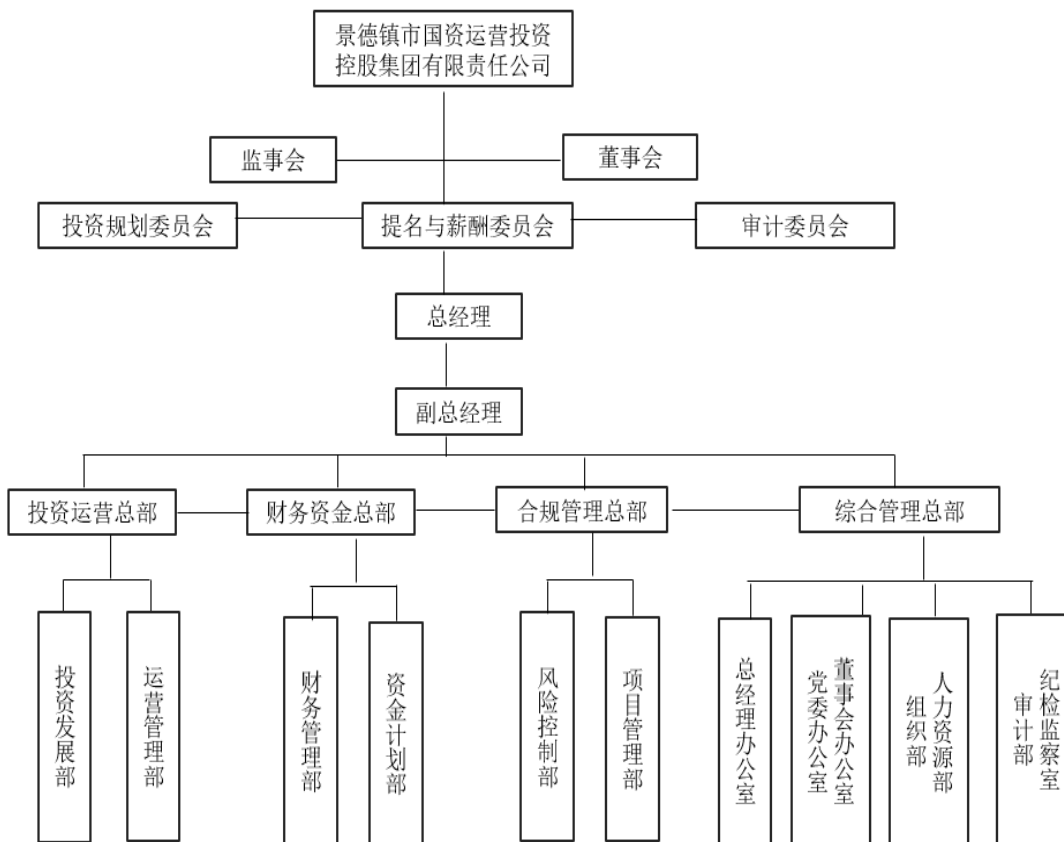 景德镇市国资运营投资
控股集团有限责任公司
监事会
董事会
投资规划委员会
提名与薪酬委员会
审计委员会
总经理
副总经理
投资运营总部
财务资金总部
合规管理总部
综合管理总部
投资发展部
运营管理部
财务管理部
资金计划部
风险控制部
项目管理部
总经理办公室
董事会办公室
党委办公室
人力资源部
组织部
纪检监察室
审计部